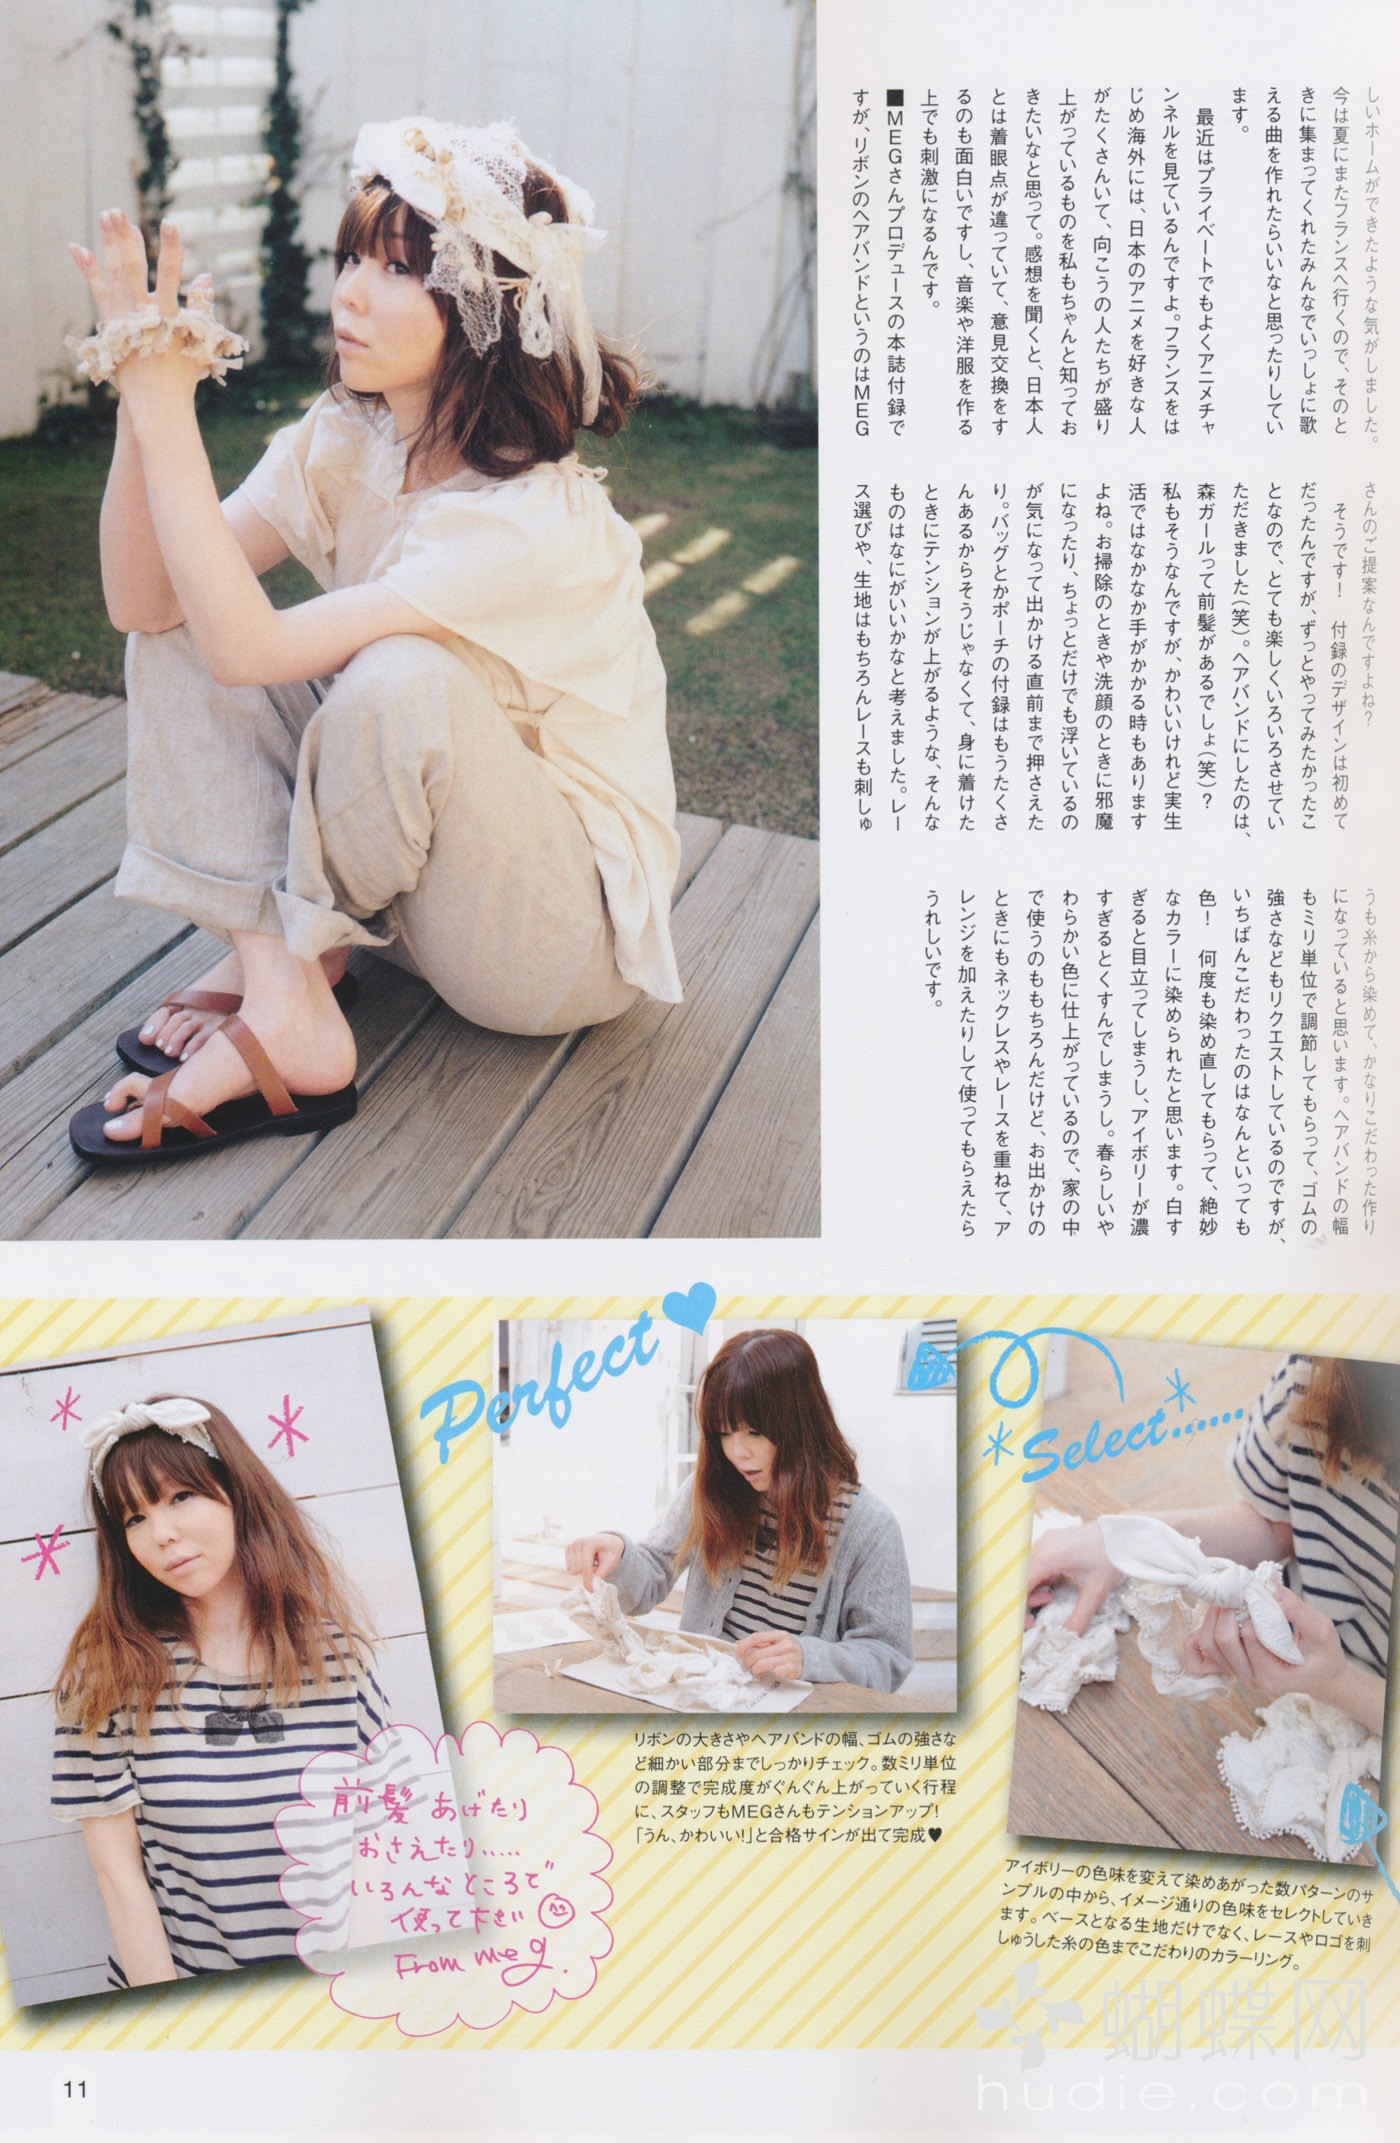 しいホームができたような気がしました。
今は夏にまたフランスへ行くので、そのと
きに集まってくれたみんなでいっしょに歌
える曲を作れたらいいなと思ったりしてい
ます。
最近はプライベートでもよくアニメチャ
ンネルを見ているんですよ。フランスをは
じめ海外には、日本のアニメを好きな人
がたくさんいて、向こうの人たちが盛り
上がっているものを私もちゃんと知ってお
きたいなと思って。感想を聞くと、日本人
とは着眼点が違っていて、意見交換をす
るのも面白いですし、音楽や洋服を作る
上でも刺激になるんです。
■MEGさんプロデュースの本誌付録で
すが、リボンのヘアバンドというのはMEG
さんのご提案なんですよね?
そうです! 付録のデザインは初めて
だったんですが、ずっとやってみたかったこ
となので、とても楽しくいろいろさせてい
ただきました(笑)。ヘアバンドにしたのは、
森ガールって前髪があるでしょ(笑)?
私もそうなんですが、かわいいけれど実生
活ではなかなか手がかかる時もあります
よね。お掃除のときや洗顔のときに邪魔
になったり、ちょっとだけでも浮いているの
が気になって出かける直前まで押さえた
り。バッグとかポーチの付録はもうたくさ
んあるからそうじゃなくて、身に着けた
ときにテンションが上がるような、そんな
ものはなにがいいかなと考えました。レー
ス選びや、生地はもちろんレースも刺しゅ
うも糸から染めて、かなりこだわった作り
になっていると思います。ヘアバンドの幅
もミリ単位で調節してもらって、ゴムの
強さなどもリクエストしているのですが、
いちばんこだわったのはなんといっても
色! 何度も染め直してもらって、絶妙
なカラーに染められたと思います。白す
ぎると目立ってしまうし、アイボリーが濃
すぎるとくすんでしまうし。春らしいや
わらかい色に仕上がっているので、家の中
で使うのももちろんだけど、お出かけの
ときにもネックレスやレースを重ねて、ア
レンジを加えたりして使ってもらえたら
うれしいです。
Perfect
Select......
前髪 あげたり
おさえたり.....
いろんなところで
使って下さい
From meg.
リボンの大きさやヘアバンドの幅、ゴムの強さな
ど細かい部分までしっかりチェック。数ミリ単位
の調整で完成度がぐんぐん上がっていく行程
に、スタッフもMEGさんもテンションアップ!
「うん、かわいい!」と合格サインが出て完成♥
アイボリーの色味を変えて染めあがった数パターンのサ
ンプルの中から、イメージ通りの色味をセレクトしていき
ます。ベースとなる生地だけでなく、レースやロゴを刺
しゅうした糸の色までこだわりのカラーリング。
蝴蝶网
hudie.com
11